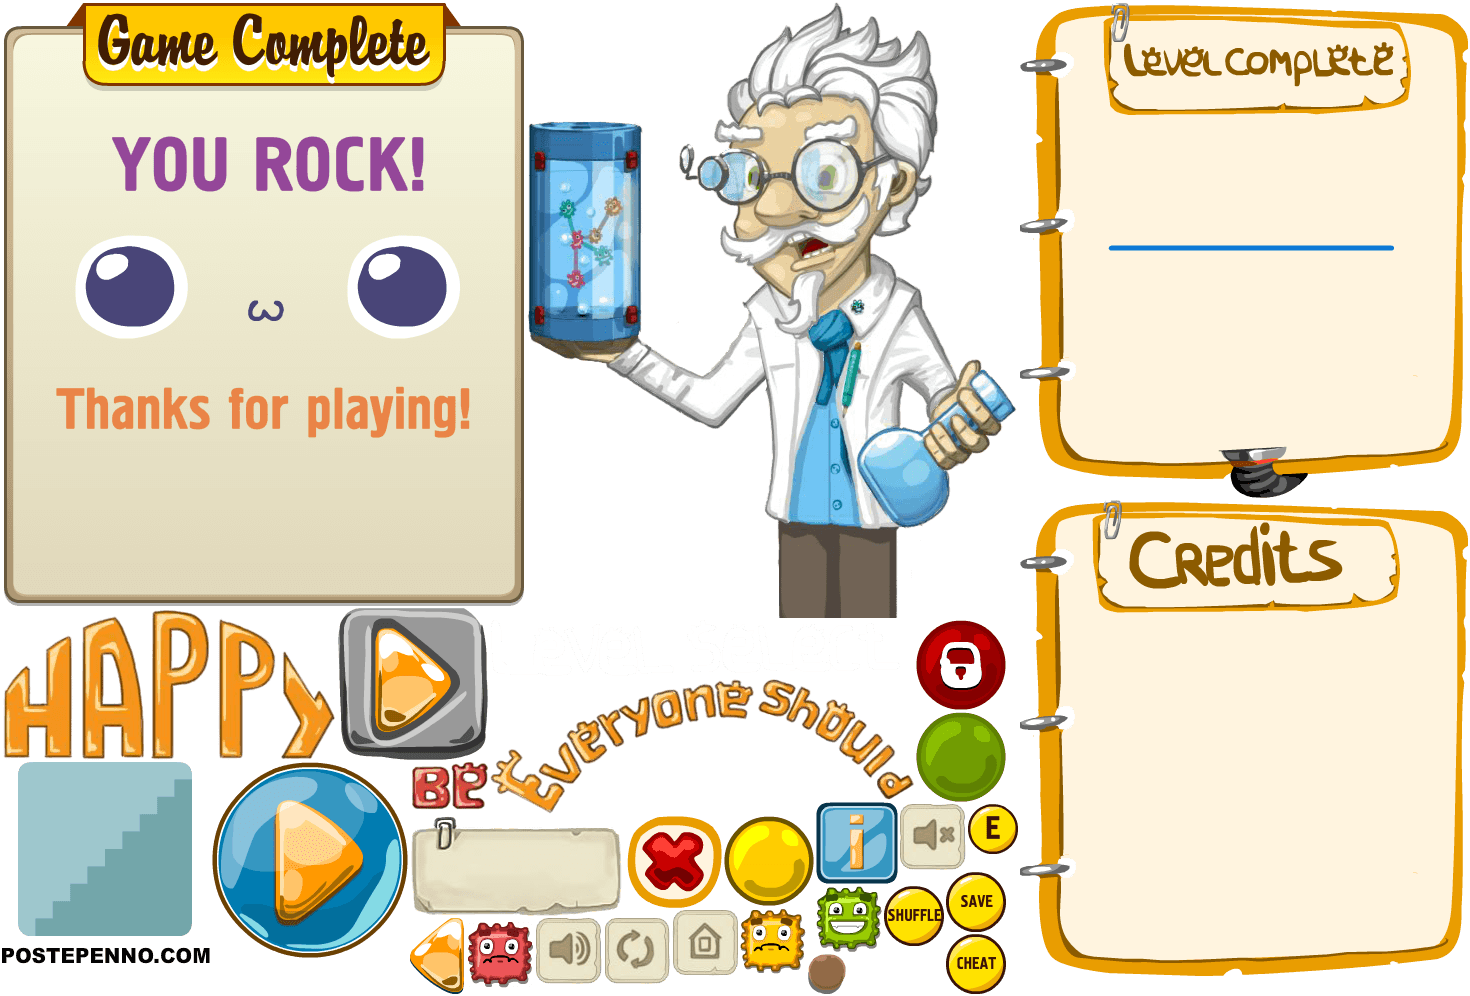 Game Complete
YOU ROCK!
ω
Thanks for playing!
LEVEL COMPLETE
Credits
HAPPY
Everyone Should
BE
i
E
SHUFFLE
SAVE
CHEAT
POSTEPENNO.COM